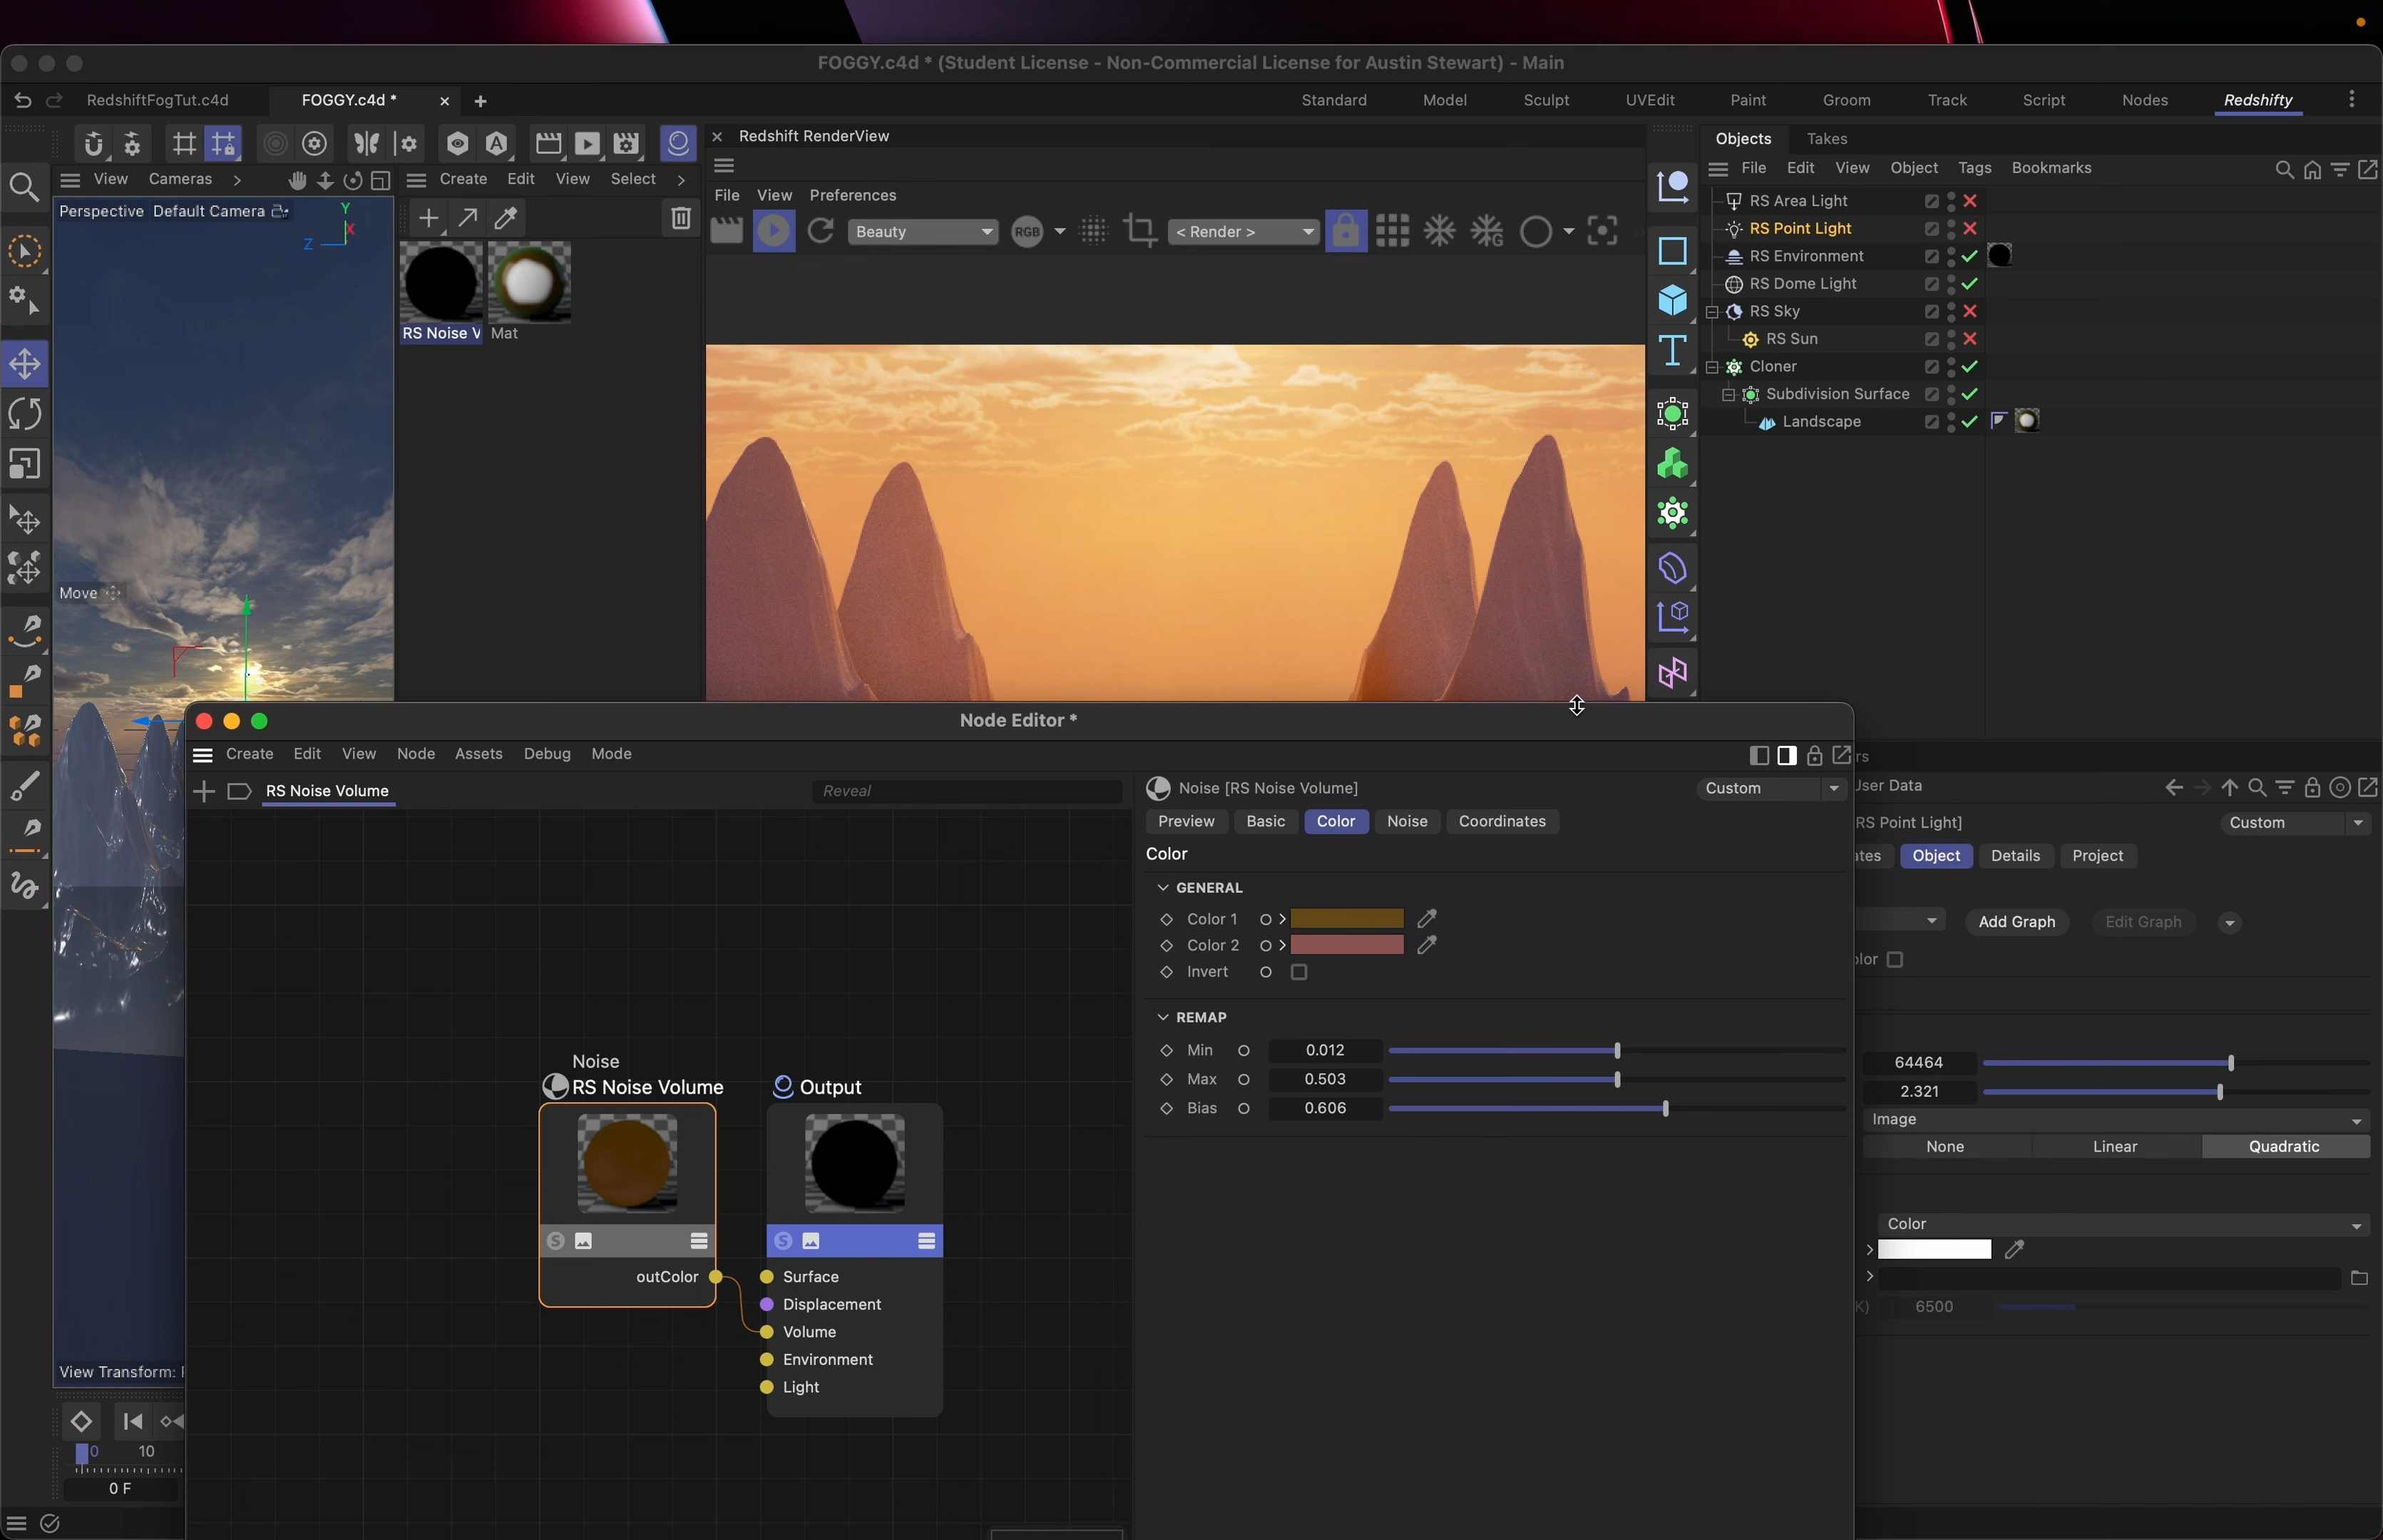 FOGGY.c4d * (Student License - Non-Commercial License for Austin Stewart) - Main
RedshiftFogTut.c4d
FOGGY.c4d *
Standard
Model
Sculpt
UVEdit
Paint
Groom
Track
Script
Nodes
Redshifty
View
Cameras
Create
Edit
View
Select
Perspective
Default Camera
Y
X
Z
RS Noise V
Mat
Move
View Transform:
Redshift RenderView
File
View
Preferences
Beauty
RGB
< Render >
Objects
Takes
File
Edit
View
Object
Tags
Bookmarks
RS Area Light
RS Point Light
RS Environment
RS Dome Light
RS Sky
RS Sun
Cloner
Subdivision Surface
Landscape
Node Editor *
Create
Edit
View
Node
Assets
Debug
Mode
RS Noise Volume
Reveal
Noise
RS Noise Volume
outColor
Output
Surface
Displacement
Volume
Environment
Light
Noise [RS Noise Volume]
Custom
Preview
Basic
Color
Noise
Coordinates
Color
GENERAL
Color 1
Color 2
Invert
REMAP
Min
0.012
Max
0.503
Bias
0.606
rs
User Data
RS Point Light]
Custom
ates
Object
Details
Project
Add Graph
Edit Graph
olor
64464
2.321
Image
None
Linear
Quadratic
Color
K)
6500
0
10
0 F